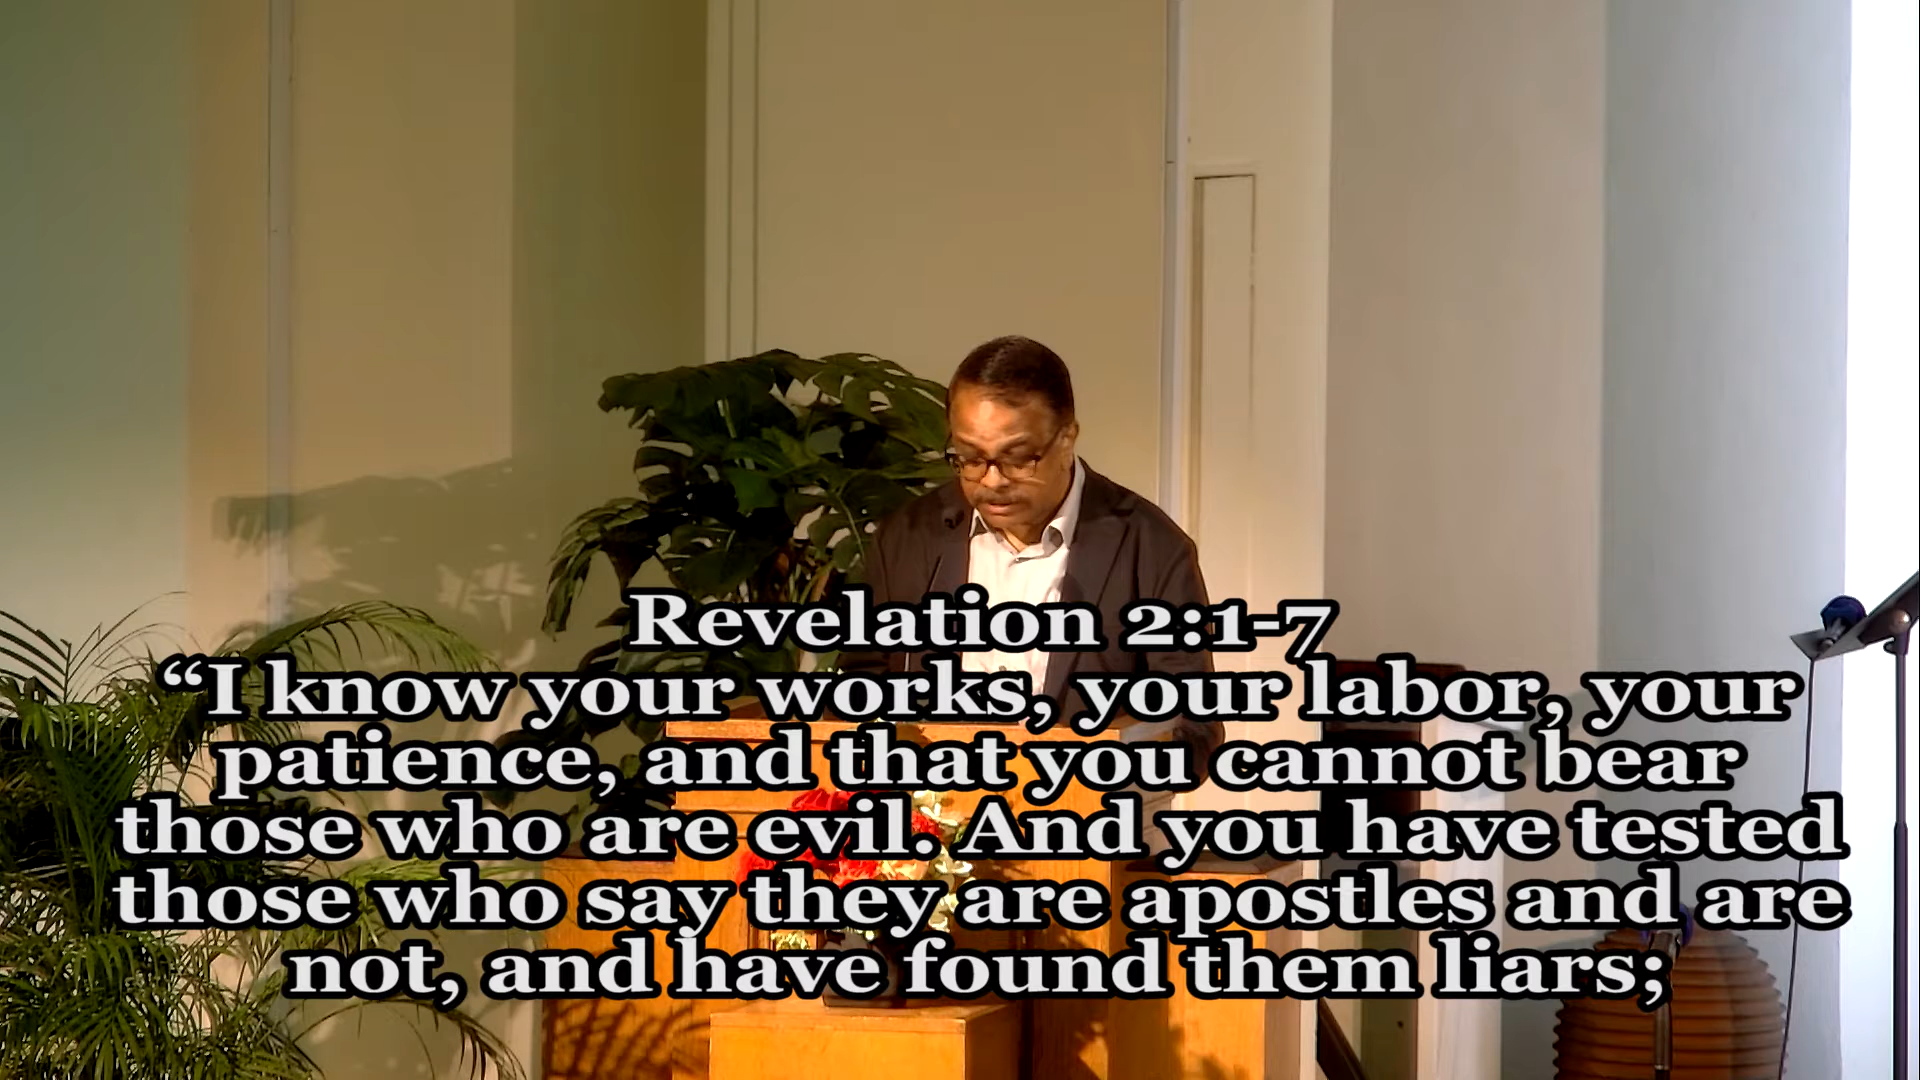 Revelation 2:1-7
“I know your works, your labor, your
patience, and that you cannot bear
those who are evil. And you have tested
those who say they are apostles and are
not, and have found them liars;